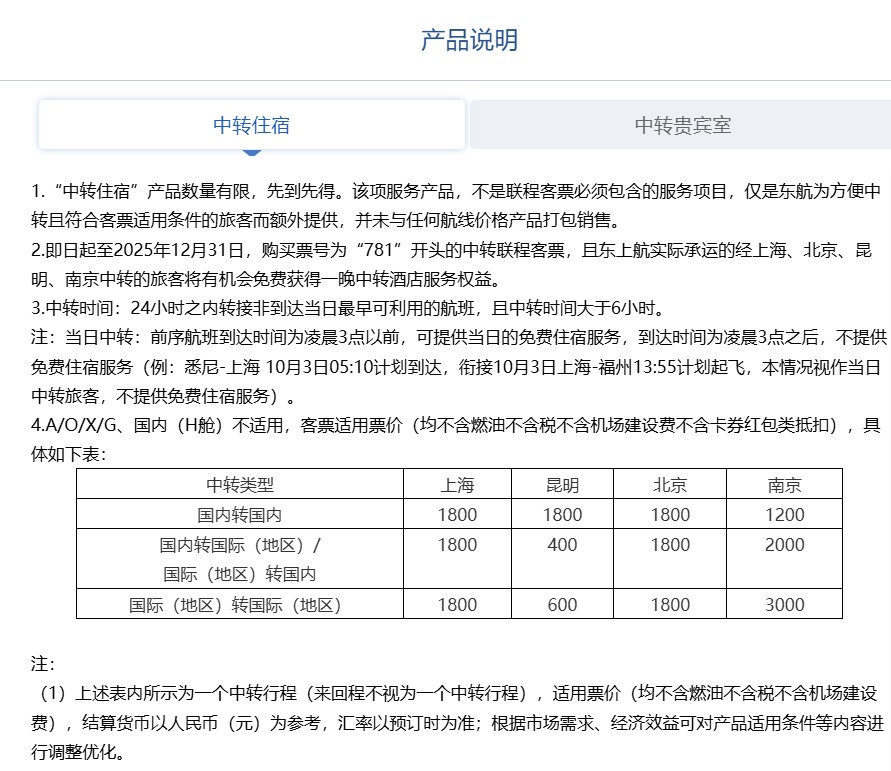 产品说明
中转住宿
中转贵宾室
1.“中转住宿”产品数量有限，先到先得。该项服务产品，不是联程客票必须包含的服务项目，仅是东航为方便中
转且符合客票适用条件的旅客而额外提供，并未与任何航线价格产品打包销售。
2.即日起至2025年12月31日，购买票号为“781”开头的中转联程客票，且东上航实际承运的经上海、北京、昆
明、南京中转的旅客将有机会免费获得一晚中转酒店服务权益。
3.中转时间：24小时之内转接非到达当日最早可利用的航班，且中转时间大于6小时。
注：当日中转：前序航班到达时间为凌晨3点以前，可提供当日的免费住宿服务，到达时间为凌晨3点之后，不提供
免费住宿服务（例：悉尼-上海 10月3日05:10计划到达，衔接10月3日上海-福州13:55计划起飞，本情况视作当日
中转旅客，不提供免费住宿服务）。
4.A/O/X/G、国内（H舱）不适用，客票适用票价（均不含燃油不含税不含机场建设费不含卡券红包类抵扣），具
体如下表：
中转类型 上海 昆明 北京 南京
国内转国内 1800 1800 1800 1200
国内转国际（地区）/ 1800 400 1800 2000
国际（地区）转国内
国际（地区）转国际（地区） 1800 600 1800 3000
注：
（1）上述表内所示为一个中转行程（来回程不视为一个中转行程），适用票价（均不含燃油不含税不含机场建设
费），结算货币以人民币（元）为参考，汇率以预订时为准；根据市场需求、经济效益可对产品适用条件等内容进
行调整优化。